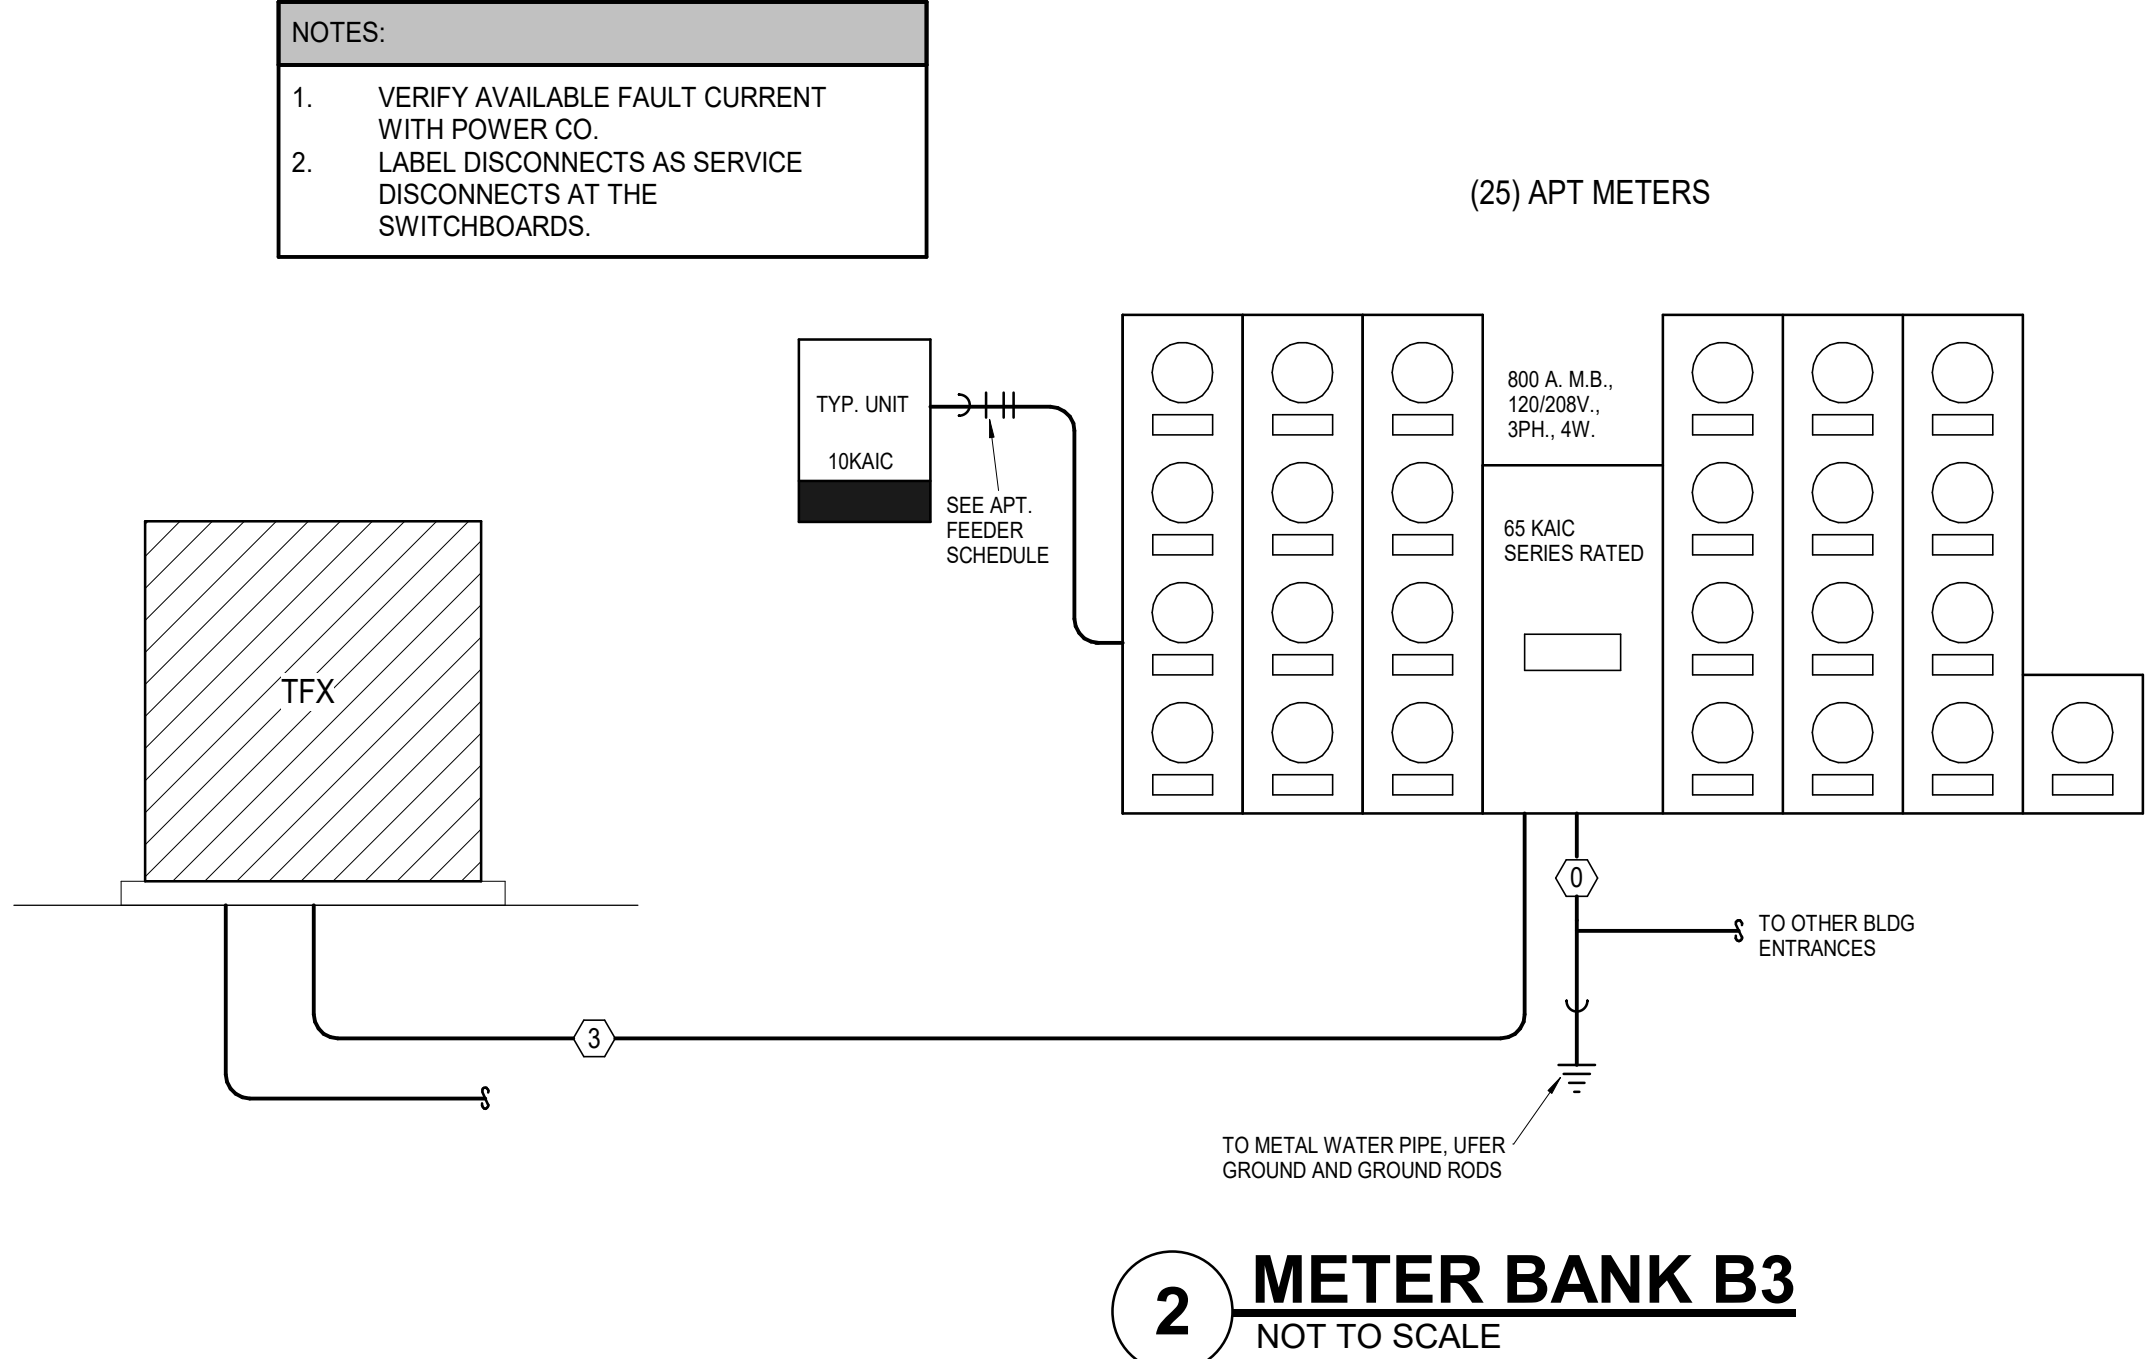 NOTES:
1. VERIFY AVAILABLE FAULT CURRENT
WITH POWER CO.
2. LABEL DISCONNECTS AS SERVICE
DISCONNECTS AT THE
SWITCHBOARDS.
(25) APT METERS
TYP. UNIT
10KAIC
SEE APT.
FEEDER
SCHEDULE
800 A. M.B.,
120/208V.,
3PH., 4W.
65 KAIC
SERIES RATED
TFX
0
TO OTHER BLDG
ENTRANCES
3
TO METAL WATER PIPE, UFER
GROUND AND GROUND RODS
2
METER BANK B3
NOT TO SCALE